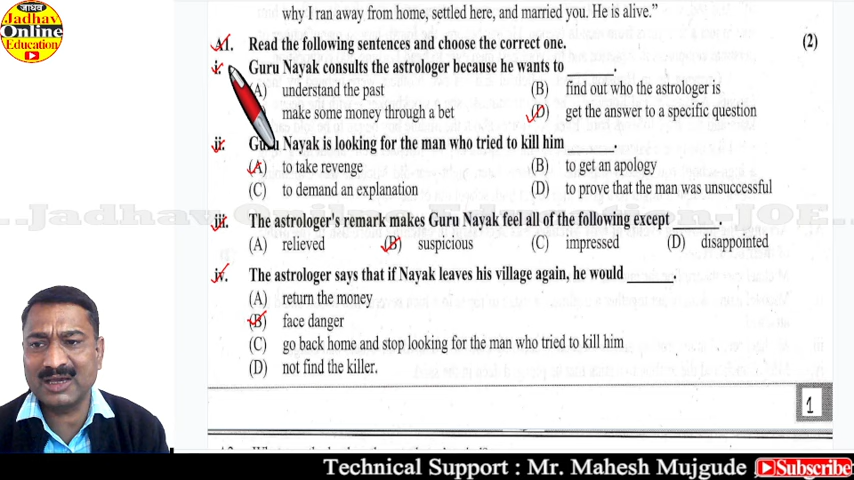 जाधव
Jadhav
Online
Education
why I ran away from home, settled here, and married you. He is alive.”
A1. Read the following sentences and choose the correct one. (2)
i. Guru Nayak consults the astrologer because he wants to ______.
(A) understand the past (B) find out who the astrologer is
make some money through a bet (D) get the answer to a specific question
ii. Guru Nayak is looking for the man who tried to kill him ______.
(A) to take revenge (B) to get an apology
(C) to demand an explanation (D) to prove that the man was unsuccessful
..Jadhav Online Education-JOE..
iii. The astrologer's remark makes Guru Nayak feel all of the following except ______.
(A) relieved (B) suspicious (C) impressed (D) disappointed
iv. The astrologer says that if Nayak leaves his village again, he would ______.
(A) return the money
(B) face danger
(C) go back home and stop looking for the man who tried to kill him
(D) not find the killer.
1
Technical Support : Mr. Mahesh Mujgude
Subscribe